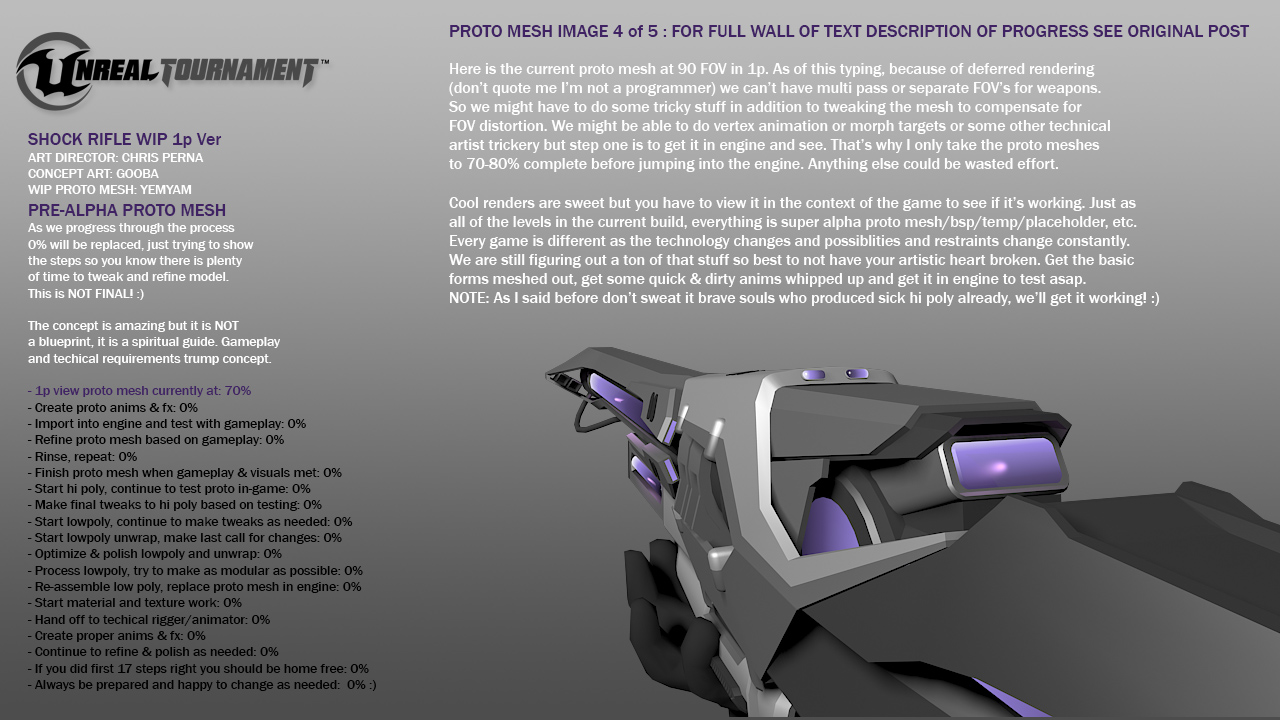 UNREAL TOURNAMENT™
SHOCK RIFLE WIP 1p Ver
ART DIRECTOR: CHRIS PERNA
CONCEPT ART: GOOBA
WIP PROTO MESH: YEMYAM
PRE-ALPHA PROTO MESH
As we progress through the process
0% will be replaced, just trying to show
the steps so you know there is plenty
of time to tweak and refine model.
This is NOT FINAL! :)
The concept is amazing but it is NOT
a blueprint, it is a spiritual guide. Gameplay
and techical requirements trump concept.
- 1p view proto mesh currently at: 70%
- Create proto anims & fx: 0%
- Import into engine and test with gameplay: 0%
- Refine proto mesh based on gameplay: 0%
- Rinse, repeat: 0%
- Finish proto mesh when gameplay & visuals met: 0%
- Start hi poly, continue to test proto in-game: 0%
- Make final tweaks to hi poly based on testing: 0%
- Start lowpoly, continue to make tweaks as needed: 0%
- Start lowpoly unwrap, make last call for changes: 0%
- Optimize & polish lowpoly and unwrap: 0%
- Process lowpoly, try to make as modular as possible: 0%
- Re-assemble low poly, replace proto mesh in engine: 0%
- Start material and texture work: 0%
- Hand off to techical rigger/animator: 0%
- Create proper anims & fx: 0%
- Continue to refine & polish as needed: 0%
- If you did first 17 steps right you should be home free: 0%
- Always be prepared and happy to change as needed:  0% :)
PROTO MESH IMAGE 4 of 5 : FOR FULL WALL OF TEXT DESCRIPTION OF PROGRESS SEE ORIGINAL POST
Here is the current proto mesh at 90 FOV in 1p. As of this typing, because of deferred rendering
(don't quote me I'm not a programmer) we can't have multi pass or separate FOV's for weapons.
So we might have to do some tricky stuff in addition to tweaking the mesh to compensate for
FOV distortion. We might be able to do vertex animation or morph targets or some other technical
artist trickery but step one is to get it in engine and see. That's why I only take the proto meshes
to 70-80% complete before jumping into the engine. Anything else could be wasted effort.
Cool renders are sweet but you have to view it in the context of the game to see if it's working. Just as
all of the levels in the current build, everything is super alpha proto mesh/bsp/temp/placeholder, etc.
Every game is different as the technology changes and possiblities and restraints change constantly.
We are still figuring out a ton of that stuff so best to not have your artistic heart broken. Get the basic
forms meshed out, get some quick & dirty anims whipped up and get it in engine to test asap.
NOTE: As I said before don't sweat it brave souls who produced sick hi poly already, we'll get it working! :)